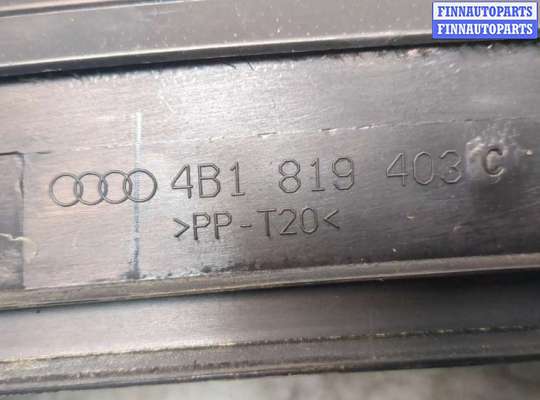 FINNAUTOPARTS
FINNAUTOPARTS
4B1 819 403 C
>PP-T20<